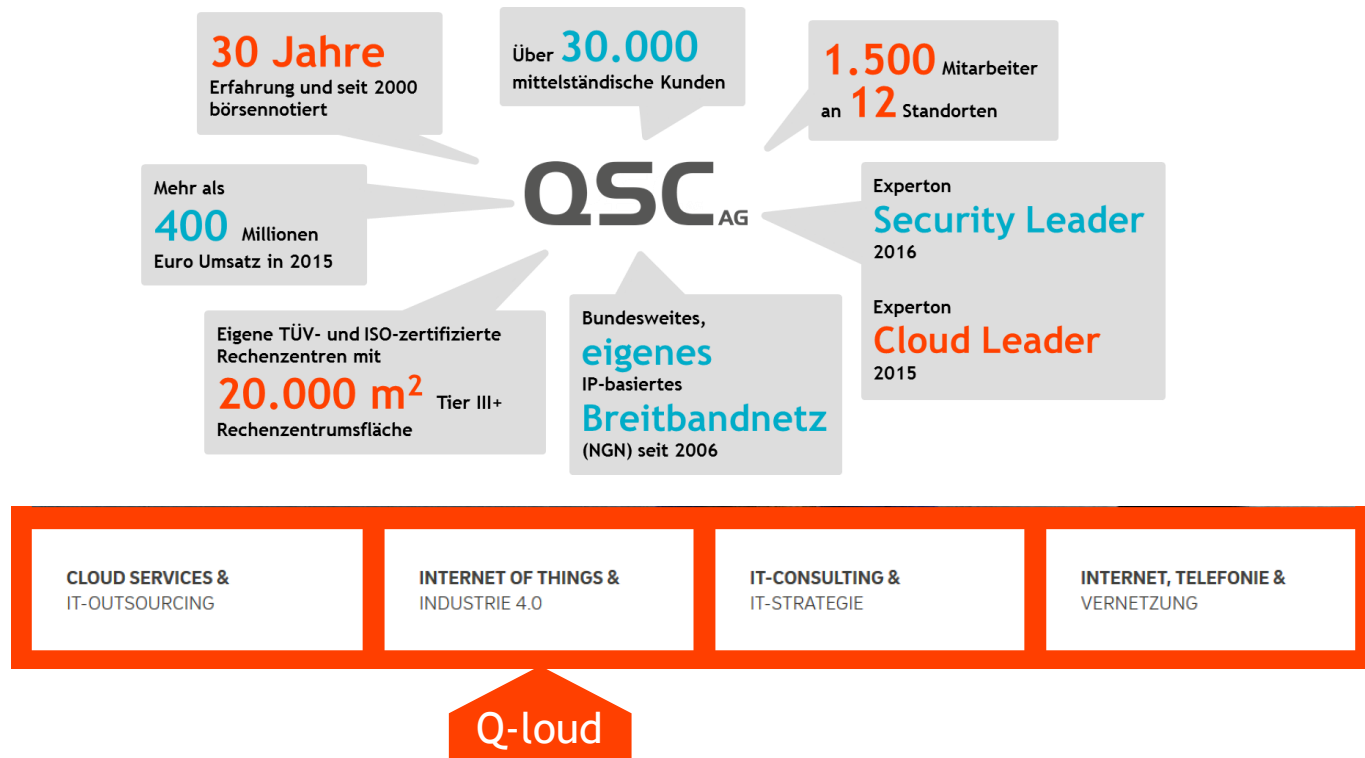 30 Jahre
Erfahrung und seit 2000
börsennotiert
Über 30.000
mittelständische Kunden
1.500 Mitarbeiter
an 12 Standorten
Mehr als
400 Millionen
Euro Umsatz in 2015
QSC AG
Experton
Security Leader
2016
Experton
Cloud Leader
2015
Eigene TÜV- und ISO-zertifizierte
Rechenzentren mit
20.000 m² Tier III+
Rechenzentrumsfläche
Bundesweites,
eigenes
IP-basiertes
Breitbandnetz
(NGN) seit 2006
CLOUD SERVICES &
IT-OUTSOURCING
INTERNET OF THINGS &
INDUSTRIE 4.0
IT-CONSULTING &
IT-STRATEGIE
INTERNET, TELEFONIE &
VERNETZUNG
Q-loud